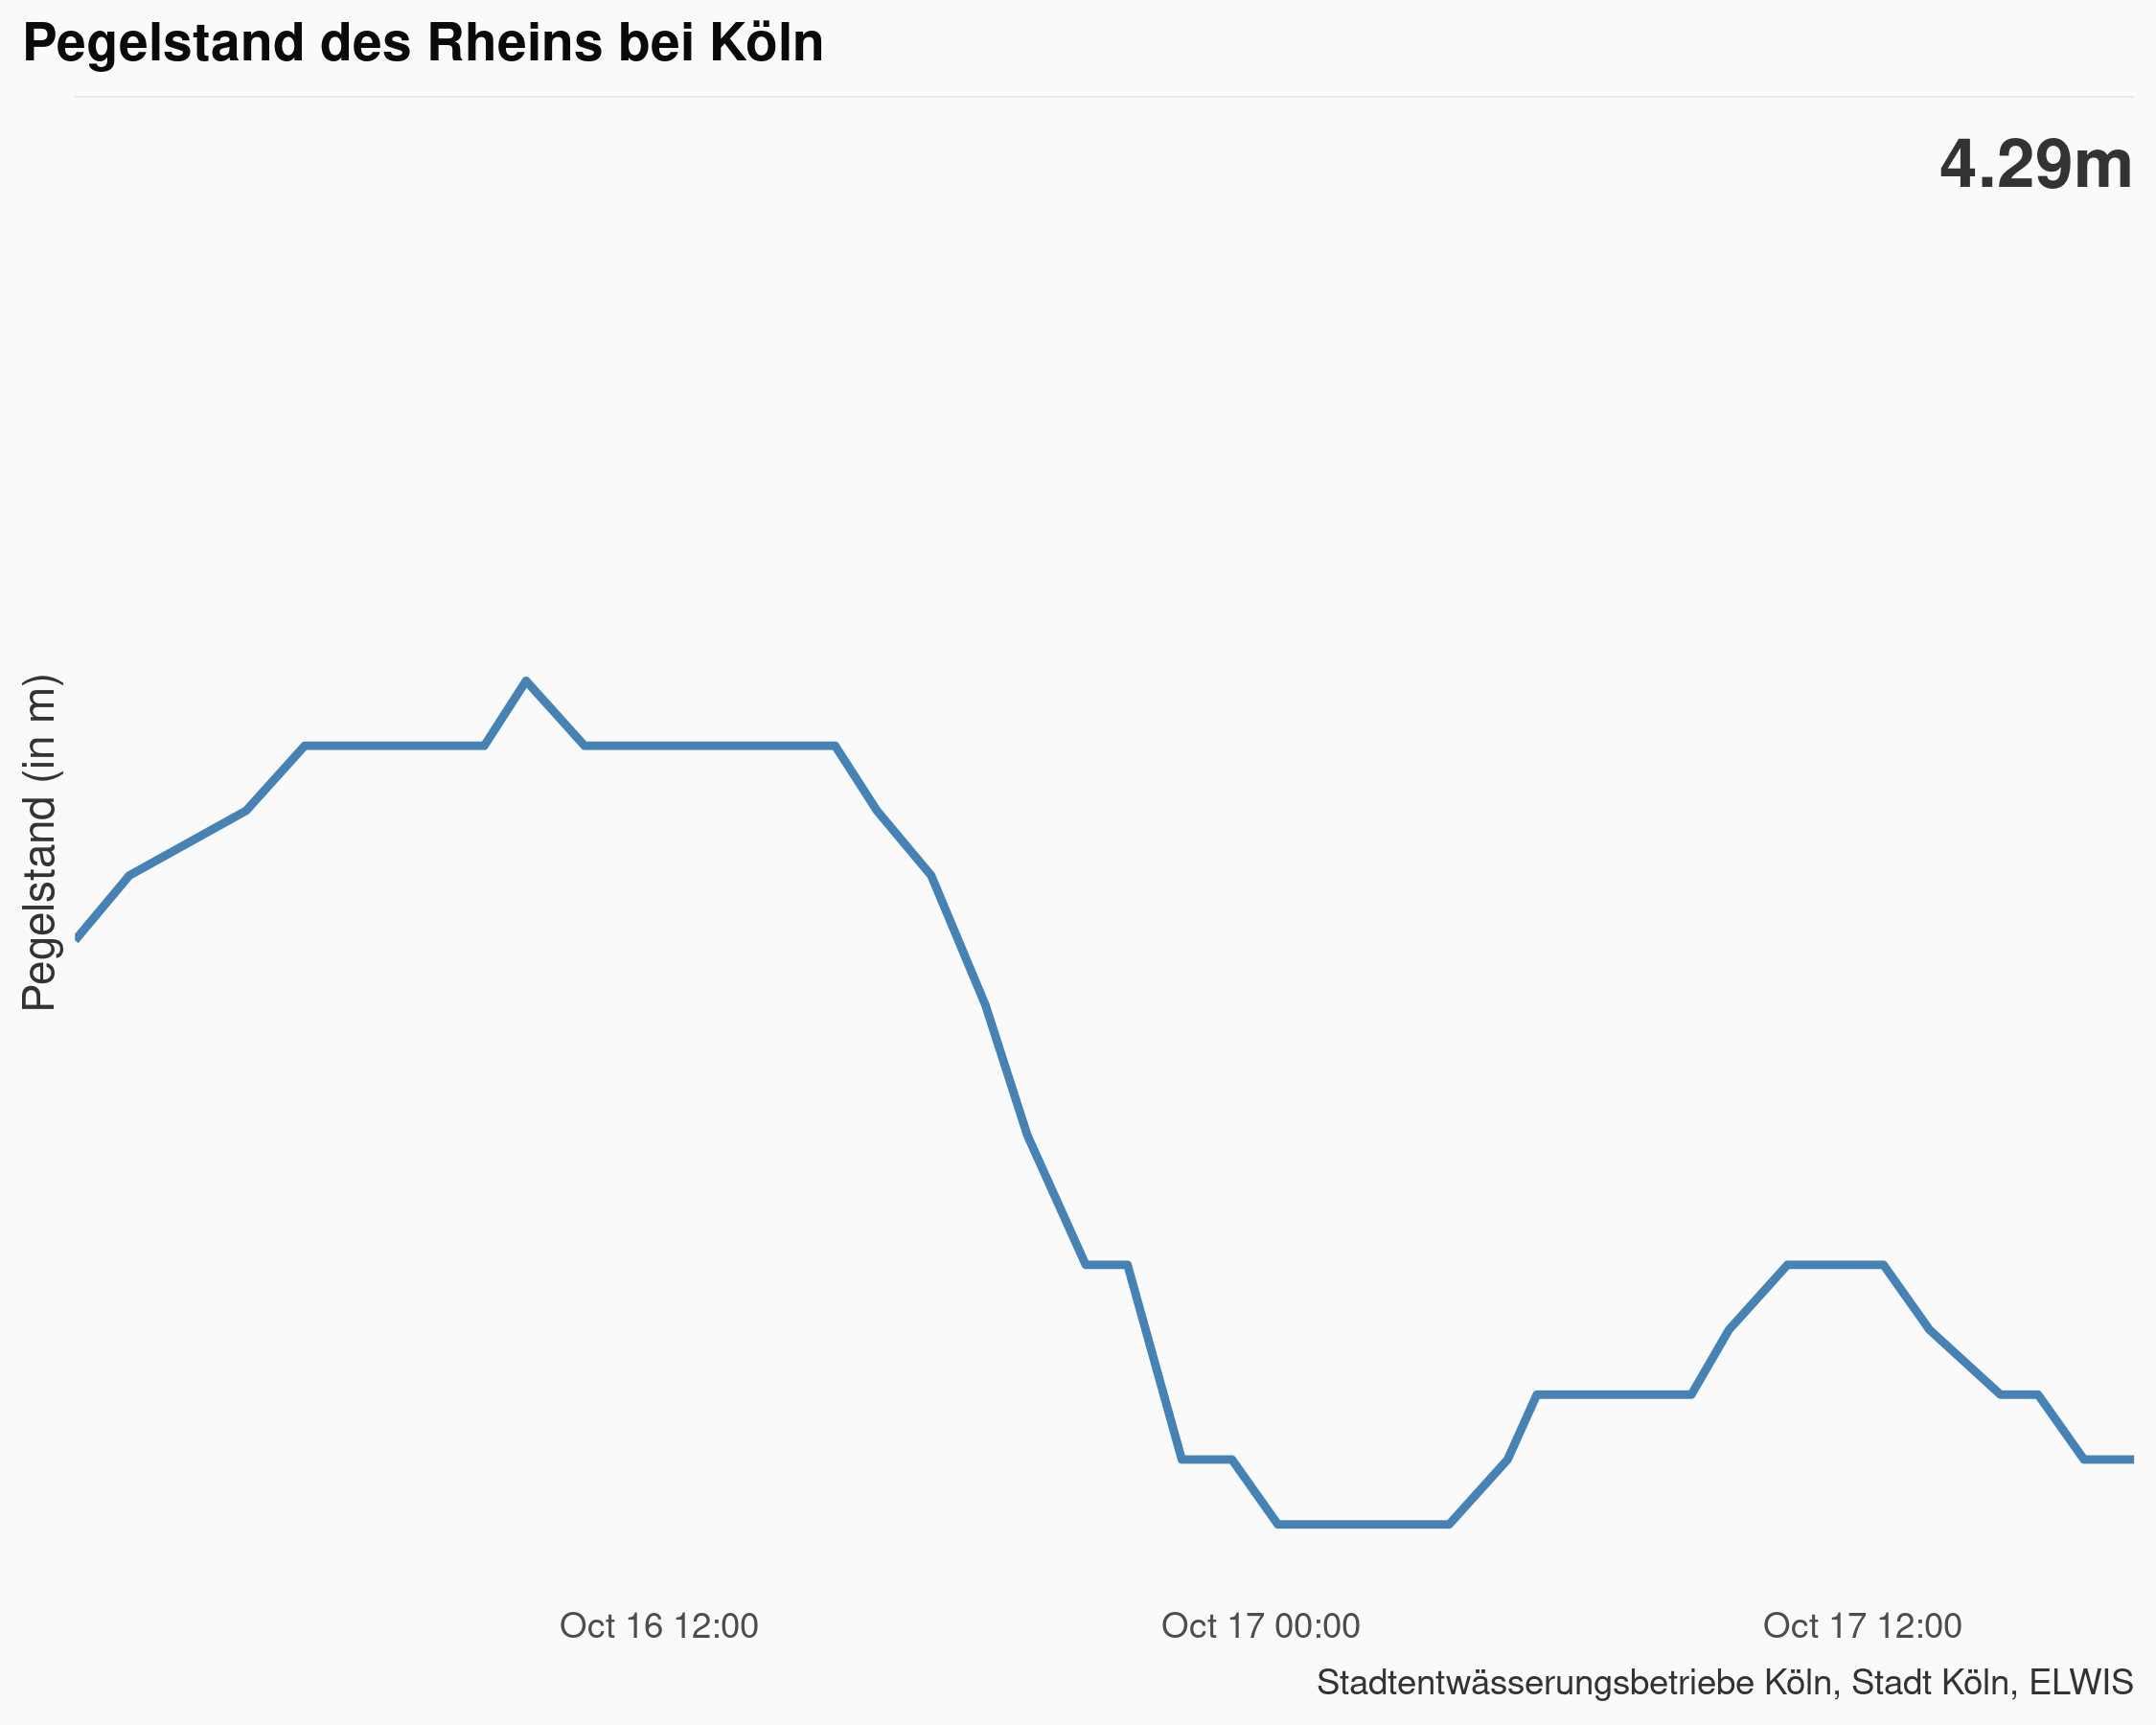 Pegelstand des Rheins bei Köln
4.29m
Pegelstand (in m)
Oct 16 12:00
Oct 17 00:00
Oct 17 12:00
Stadtentwässerungsbetriebe Köln, Stadt Köln, ELWIS